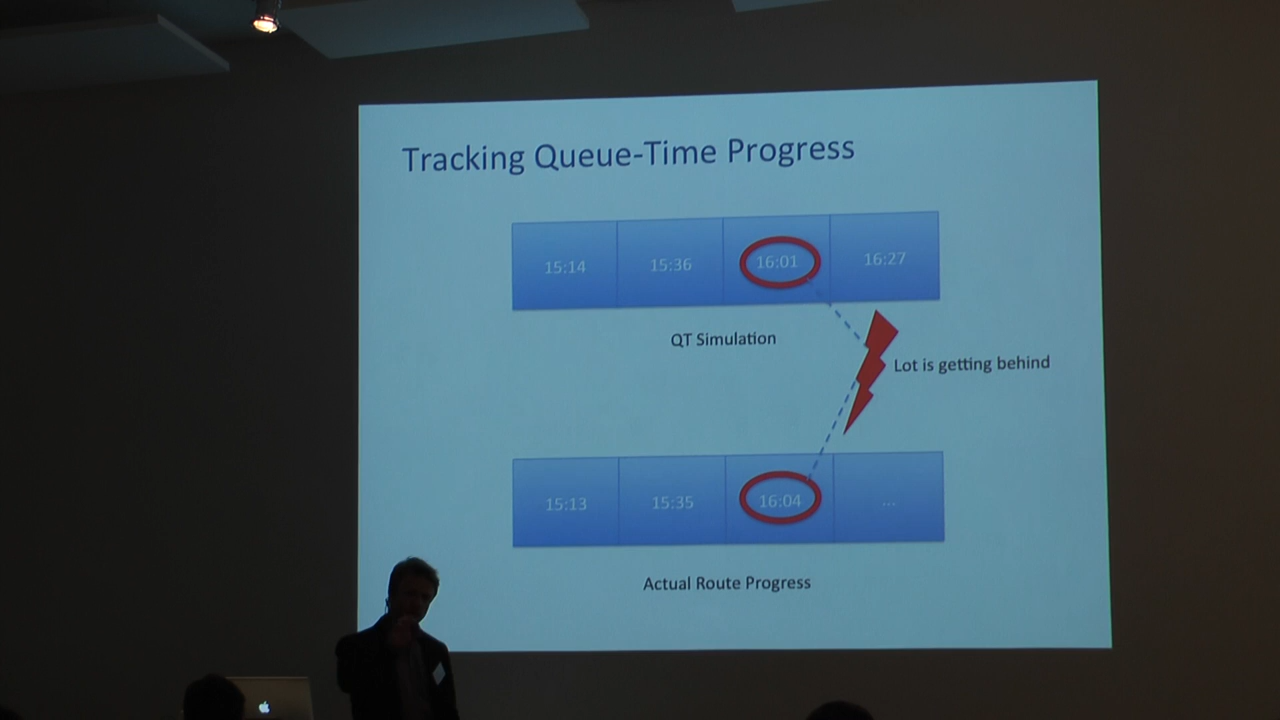 Tracking Queue-Time Progress
15:14 15:36 16:01 16:27
QT Simulation
Lot is getting behind
15:13 15:35 16:04 ...
Actual Route Progress